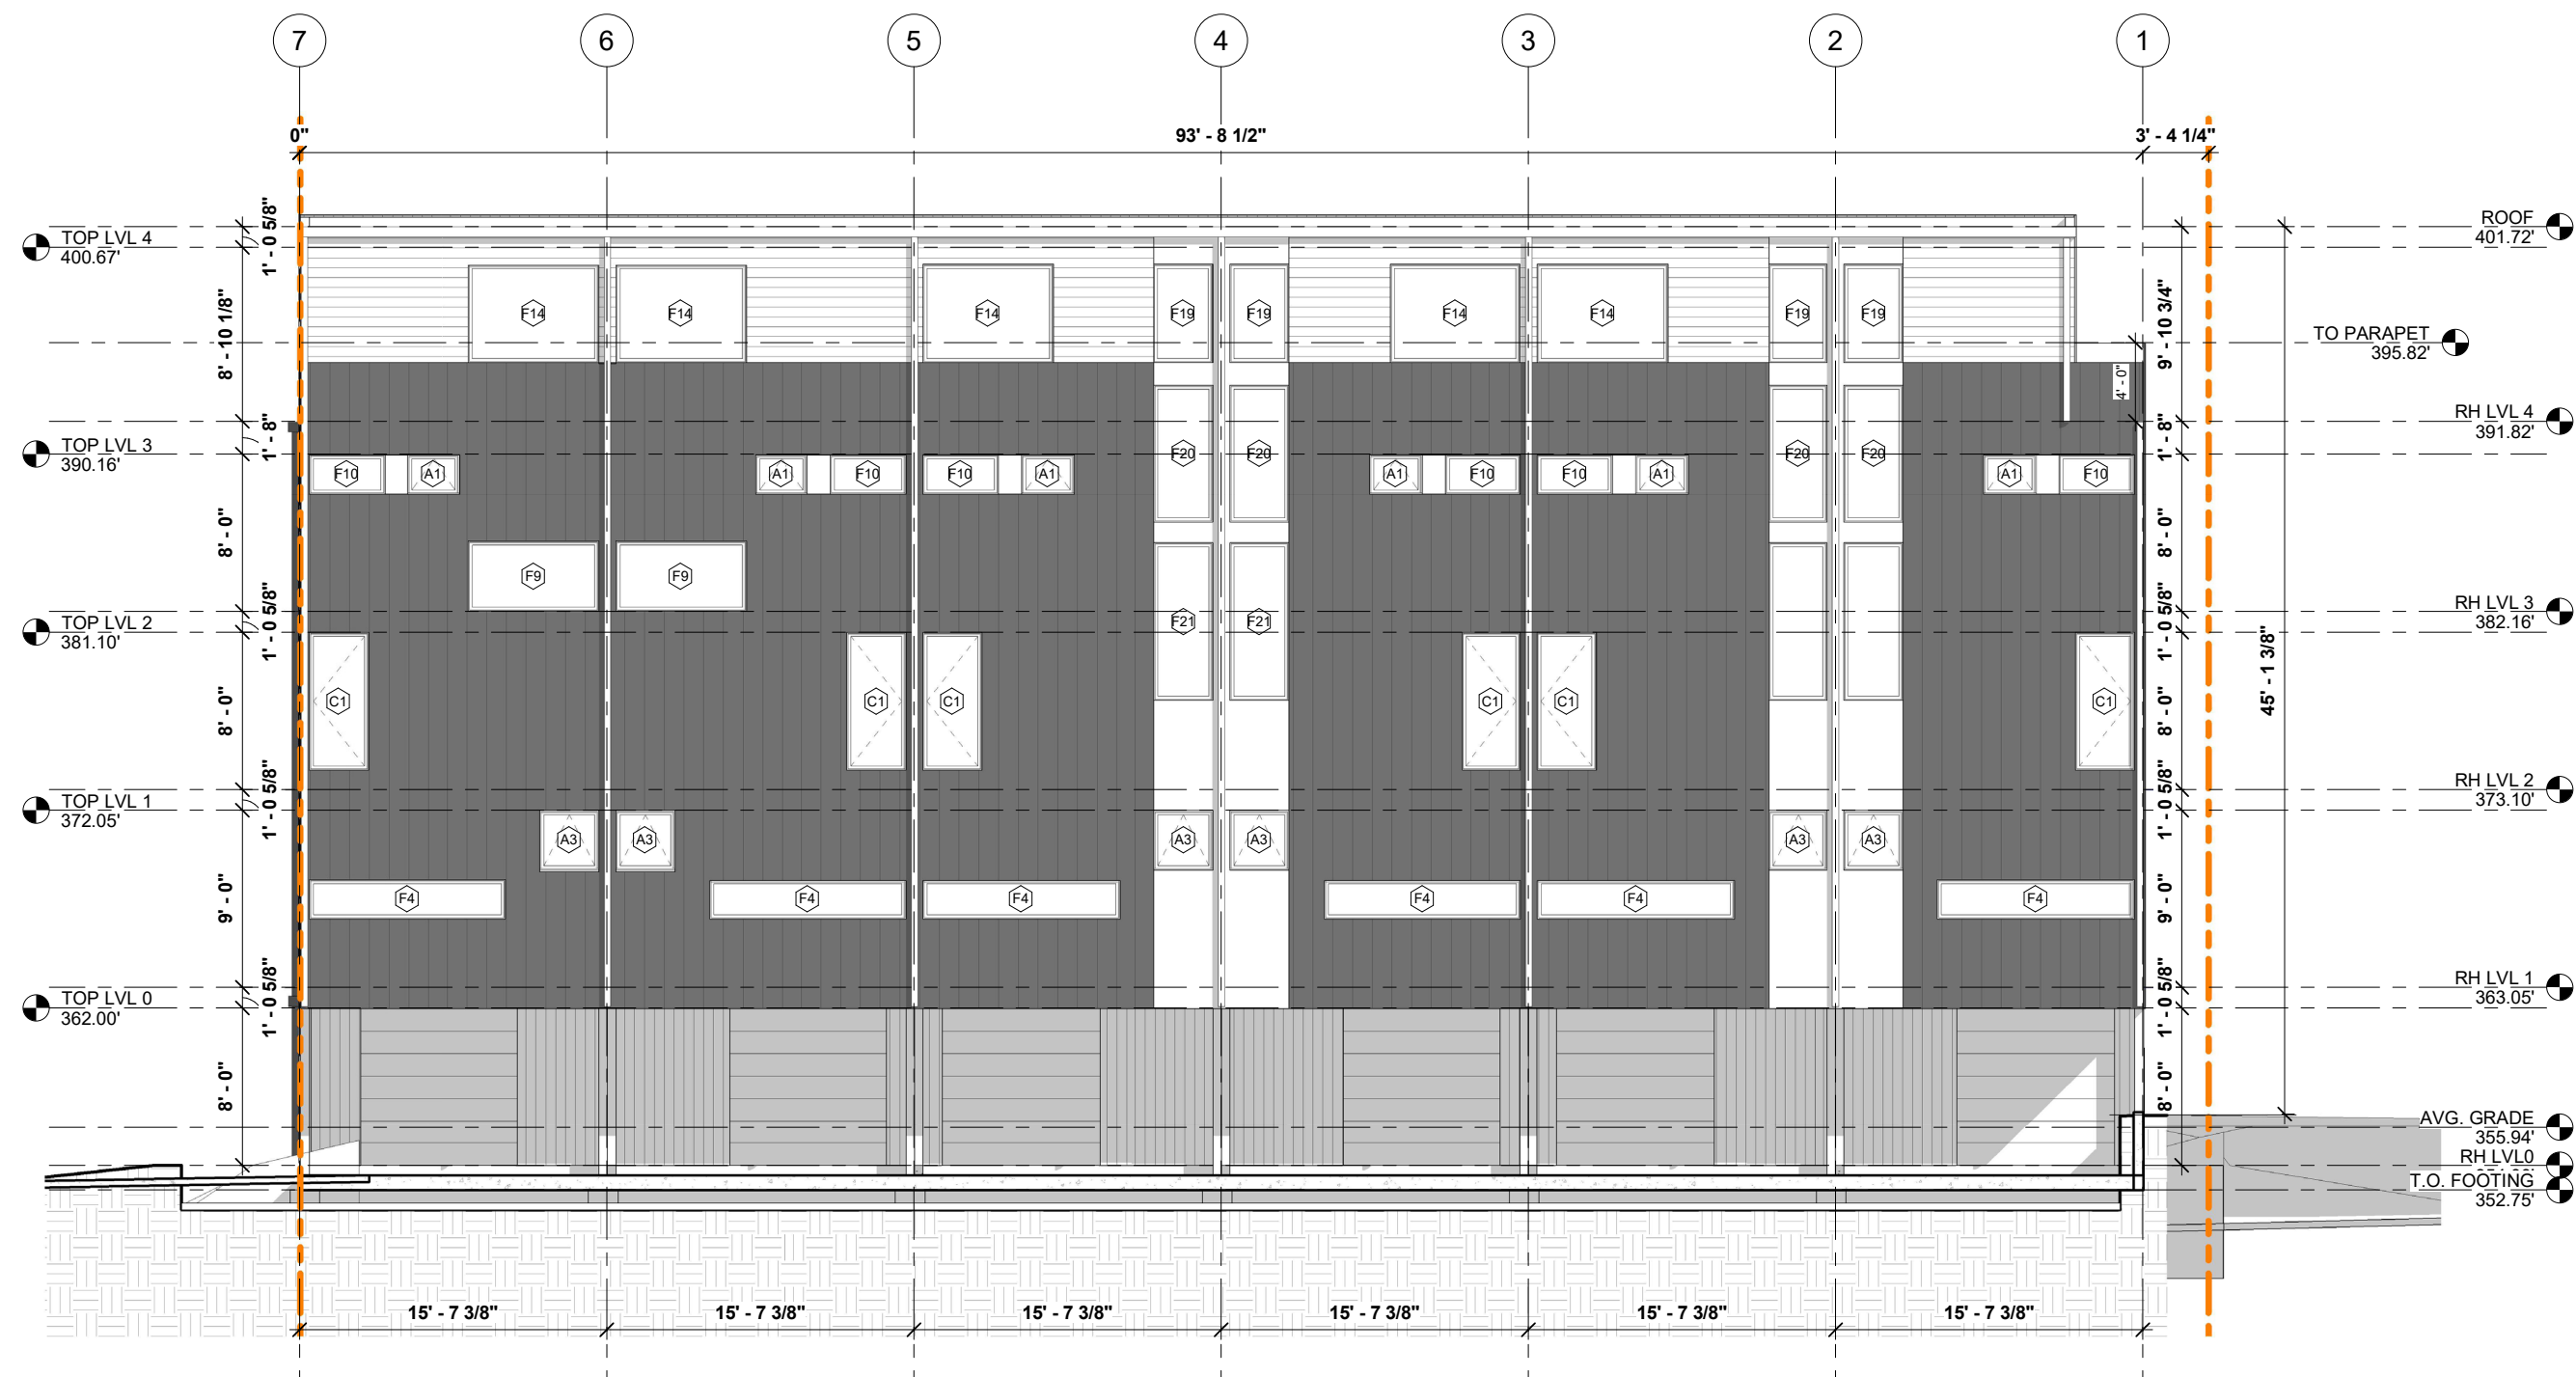 7 6 5 4 3 2 1
0" 93' - 8 1/2" 3' - 4 1/4"
TOP LVL 4
400.67'
TOP LVL 3
390.16'
TOP LVL 2
381.10'
TOP LVL 1
372.05'
TOP LVL 0
362.00'
1' - 0 5/8"
8' - 10 1/8"
1' - 8"
8' - 0"
1' - 0 5/8"
8' - 0"
1' - 0 5/8"
9' - 0"
1' - 0 5/8"
8' - 0"
F14 F14 F14 F19 F19 F14 F14 F19 F19
F20 F20 F20 F20
F10 A1 A1 F10 F10 A1 A1 F10 F10 A1 A1 F10
F9 F9
F21 F21
C1 C1 C1 C1 C1 C1
A3 A3 A3 A3 A3 A3
F4 F4 F4 F4 F4 F4
9' - 10 3/4"
4' - 0"
1' - 8"
8' - 0"
1' - 0 5/8"
8' - 0"
1' - 0 5/8"
9' - 0"
1' - 0 5/8"
8' - 0"
45' - 1 3/8"
ROOF
401.72'
TO PARAPET
395.82'
RH LVL 4
391.82'
RH LVL 3
382.16'
RH LVL 2
373.10'
RH LVL 1
363.05'
AVG. GRADE
355.94'
RH LVL0
T.O. FOOTING
352.75'
15' - 7 3/8" 15' - 7 3/8" 15' - 7 3/8" 15' - 7 3/8" 15' - 7 3/8" 15' - 7 3/8"